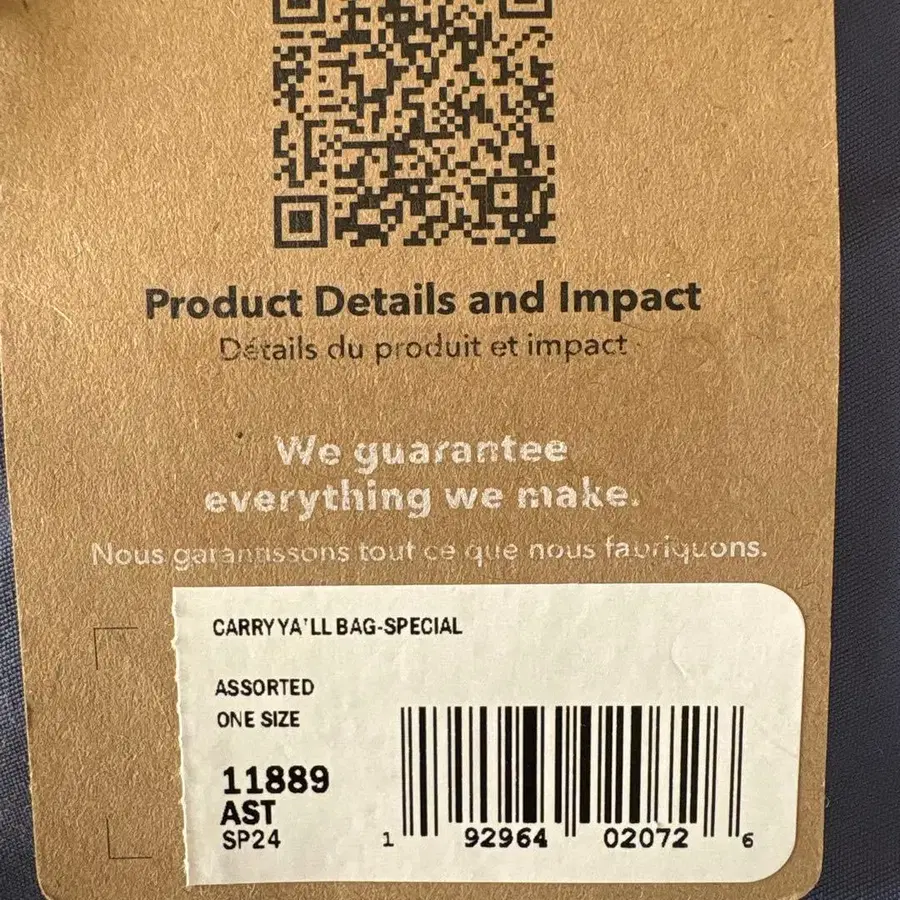 Product Details and Impact
Détails du produit et impact
We guarantee
everything we make.
Nous garantissons tout ce que nous fabriquons.
CARRY YA'LL BAG-SPECIAL
ASSORTED
ONE SIZE
11889
AST
SP24
1 92964 02072 6